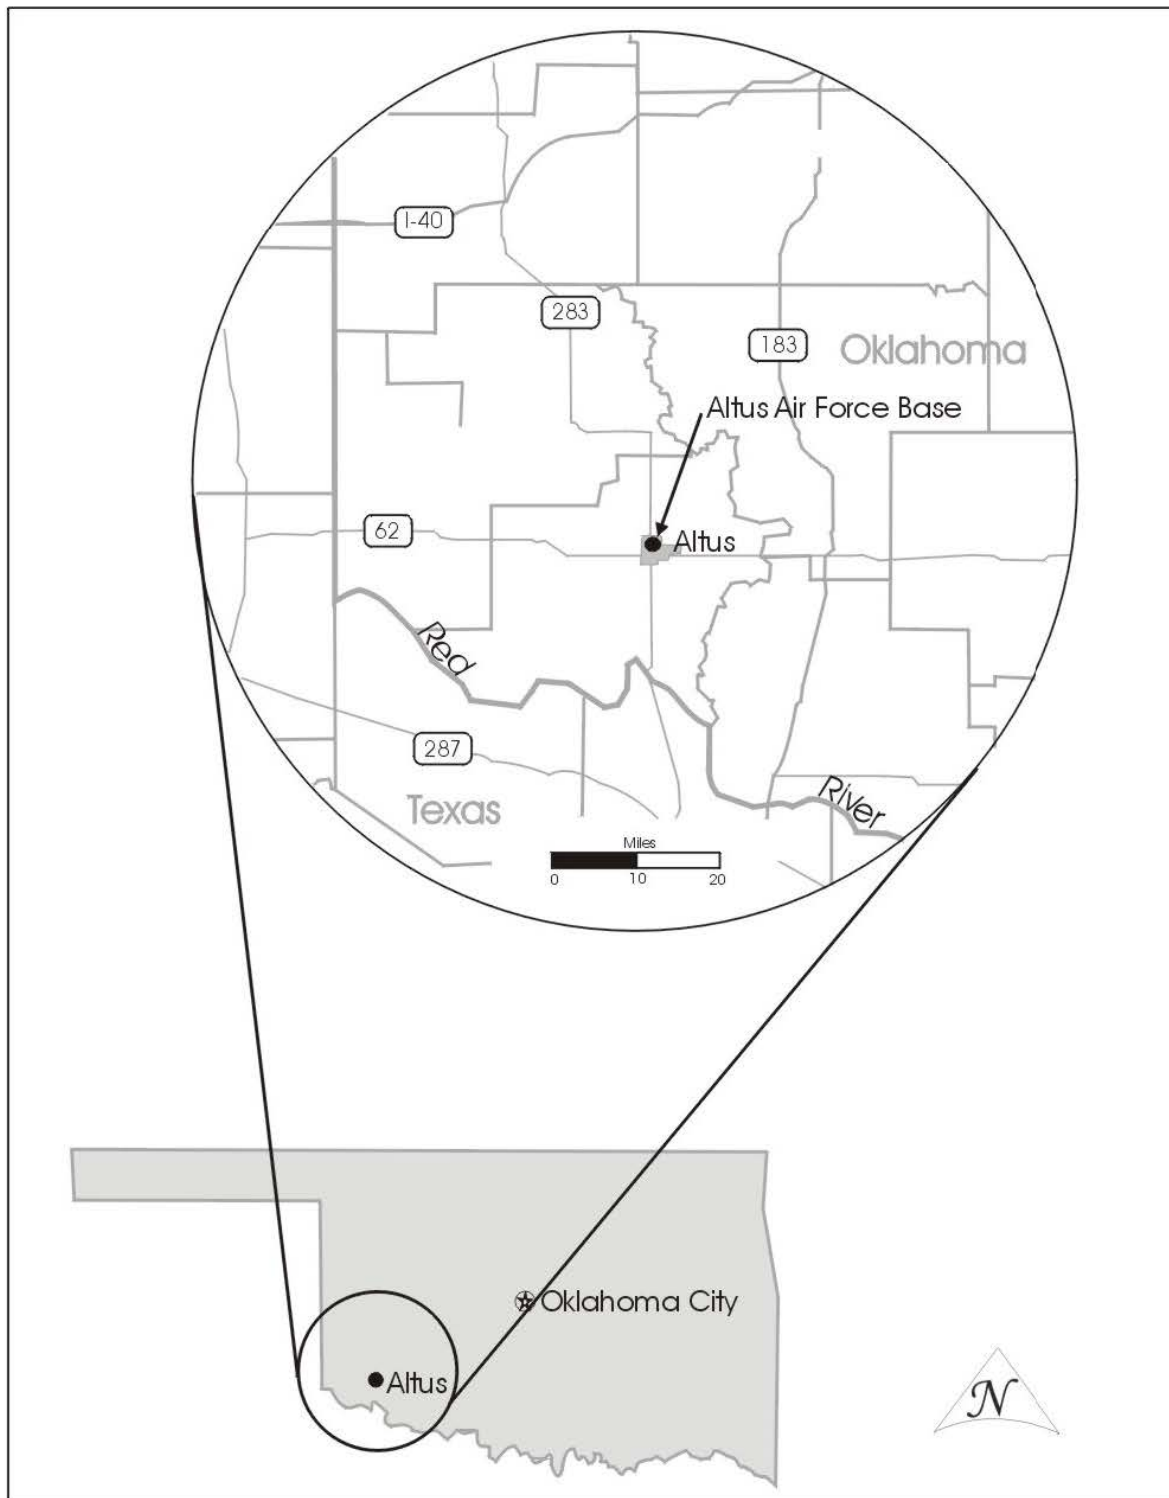 I-40
283
183
Oklahoma
Altus Air Force Base
62
Altus
Red
287
River
Texas
Miles
0 10 20
Oklahoma City
Altus
N